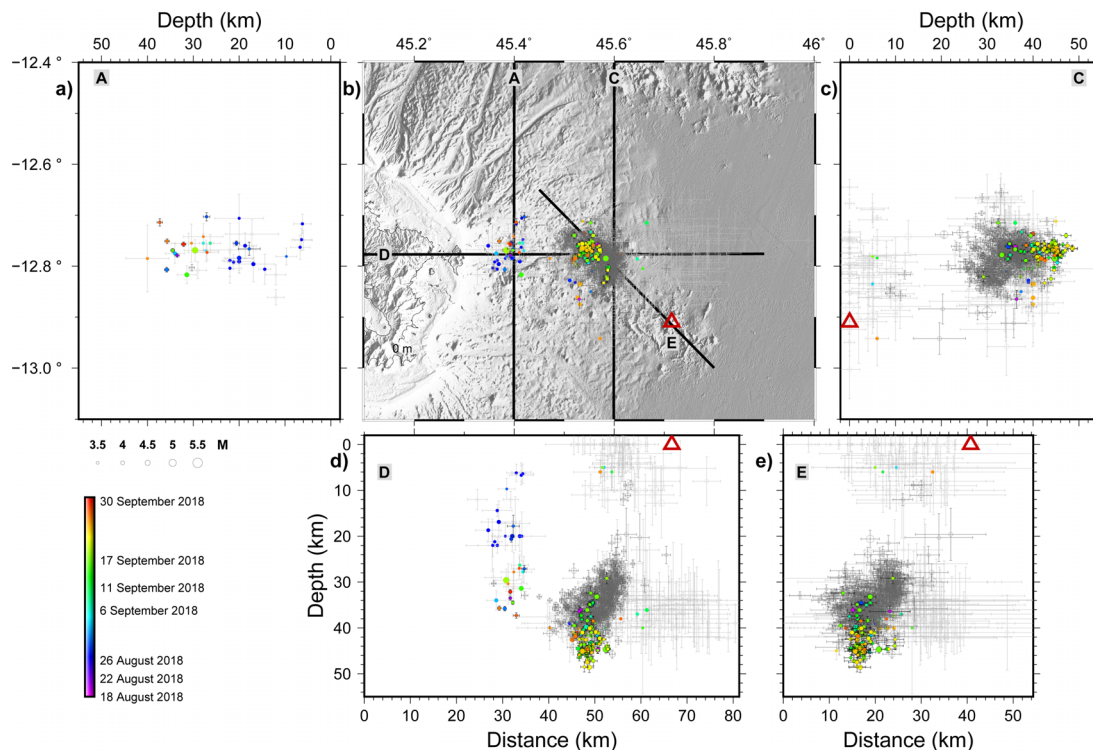 Depth (km)
50 40 30 20 10 0
45.2° 45.4° 45.6° 45.8° 46°
Depth (km)
0 10 20 30 40 50
−12.4°
−12.6°
−12.8°
−13.0°
a) A
b) A C
D
E
0 m
c) C
3.5 4 4.5 5 5.5 M
30 September 2018
17 September 2018
11 September 2018
6 September 2018
26 August 2018
22 August 2018
18 August 2018
d) D
0
10
20
30
40
50
Depth (km)
0 10 20 30 40 50 60 70 80
Distance (km)
e) E
0 10 20 30 40 50
Distance (km)